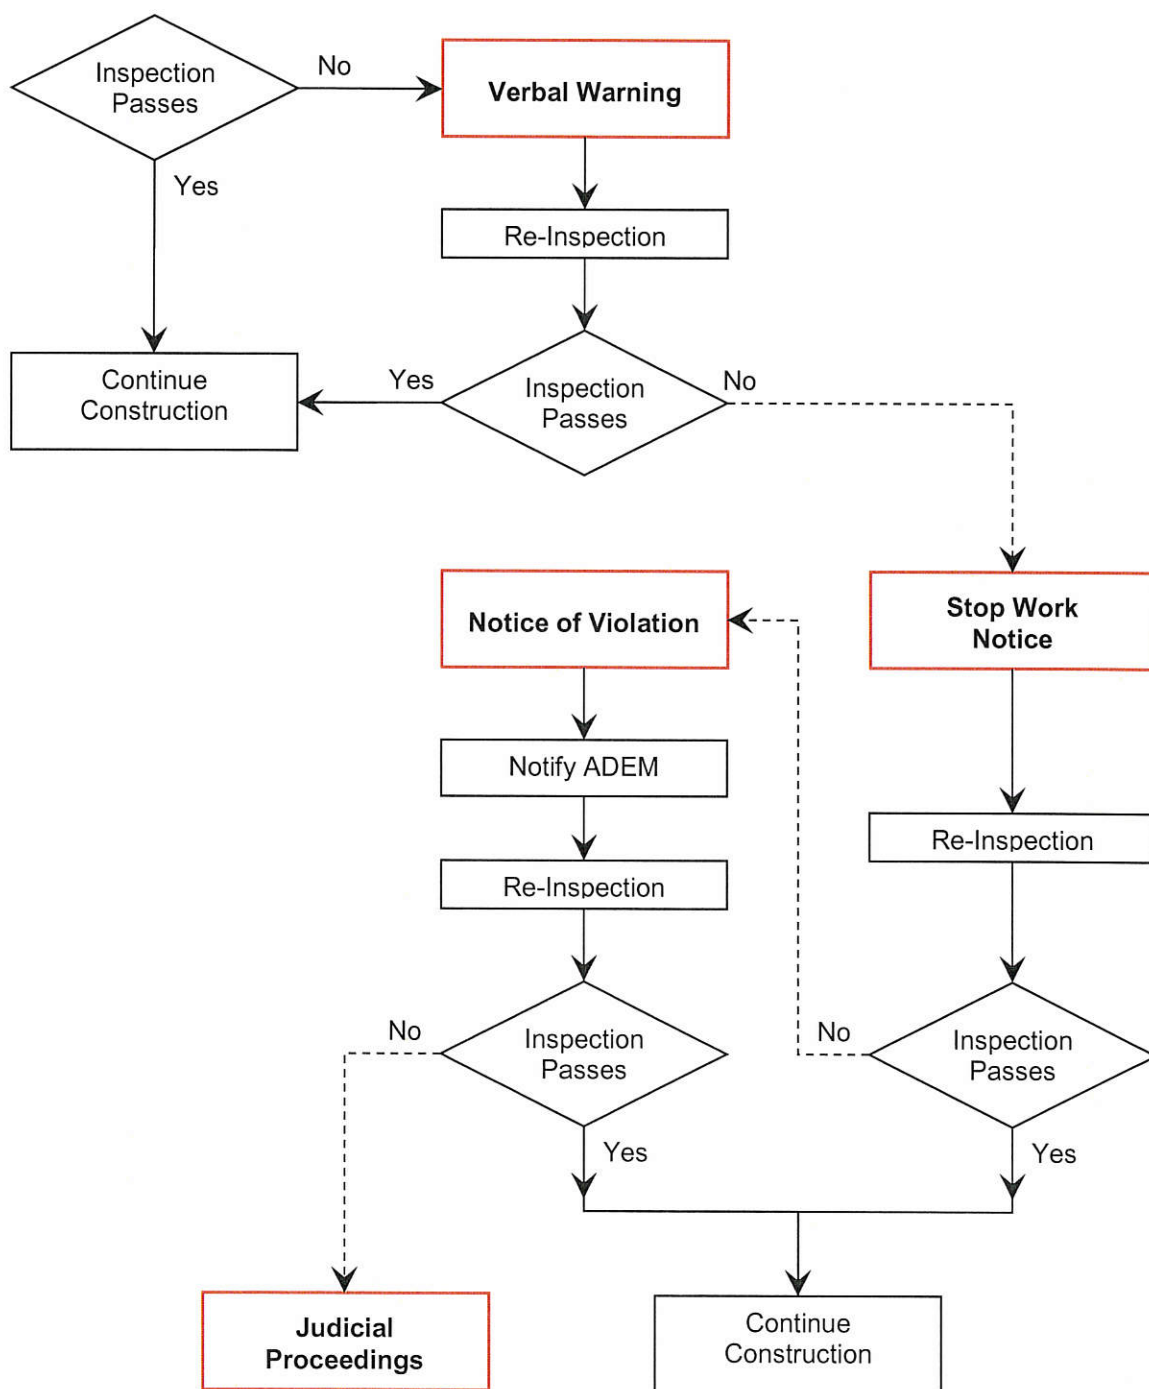 Inspection
Passes
No
Verbal Warning
Yes
Re-Inspection
Continue
Construction
Yes
Inspection
Passes
No
Notice of Violation
Stop Work
Notice
Notify ADEM
Re-Inspection
Re-Inspection
No
Inspection
Passes
No
Inspection
Passes
Yes
Yes
Judicial
Proceedings
Continue
Construction